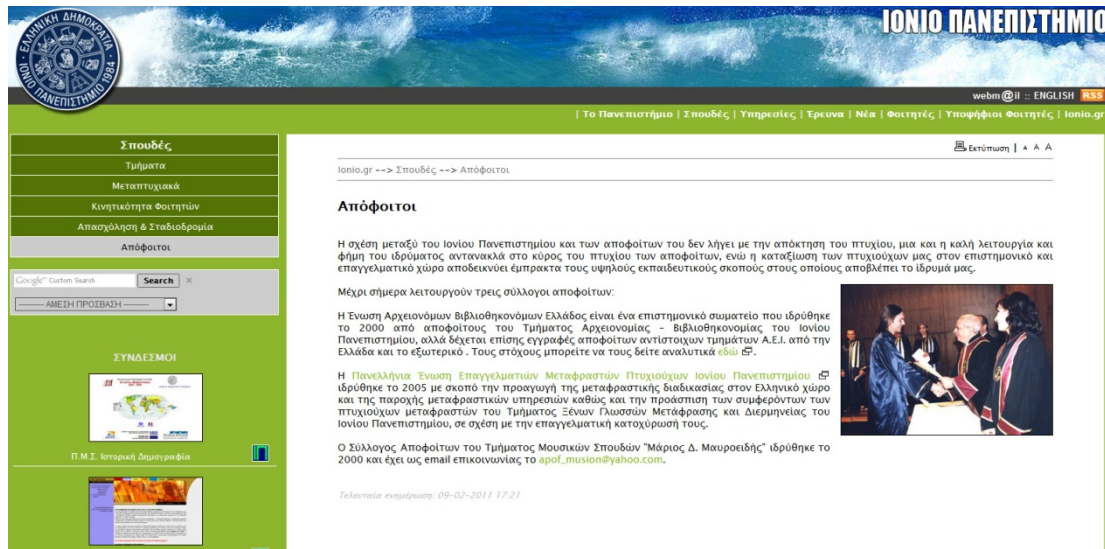 ΕΛΛΗΝΙΚΗ ΔΗΜΟΚΡΑΤΙΑ
ΙΟΝΙΟ ΠΑΝΕΠΙΣΤΗΜΙΟ 1984
ΙΟΝΙΟ ΠΑΝΕΠΙΣΤΗΜΙΟ
webm@il :: ENGLISH RSS
| Το Πανεπιστήμιο | Σπουδές | Υπηρεσίες | Έρευνα | Νέα | Φοιτητές | Υποψήφιοι Φοιτητές | Ionio.gr
Σπουδές
Τμήματα
Μεταπτυχιακά
Κινητικότητα Φοιτητών
Απασχόληση & Σταδιοδρομία
Απόφοιτοι
Google™ Custom Search Search ×
-------- ΑΜΕΣΗ ΠΡΟΣΒΑΣΗ --------
ΣΥΝΔΕΣΜΟΙ
Π.Μ.Σ. Ιστορική Δημογραφία
Εκτύπωση | A A A
Ionio.gr --> Σπουδές --> Απόφοιτοι
Απόφοιτοι
Η σχέση μεταξύ του Ιονίου Πανεπιστημίου και των αποφοίτων του δεν λήγει με την απόκτηση του πτυχίου, μια και η καλή λειτουργία και
φήμη του ιδρύματος αντανακλά στο κύρος του πτυχίου των αποφοίτων, ενώ η καταξίωση των πτυχιούχων μας στον επιστημονικό και
επαγγελματικό χώρο αποδεικνύει έμπρακτα τους υψηλούς εκπαιδευτικούς σκοπούς στους οποίους αποβλέπει το ίδρυμά μας.
Μέχρι σήμερα λειτουργούν τρεις σύλλογοι αποφοίτων:
Η Ένωση Αρχειονόμων Βιβλιοθηκονόμων Ελλάδος είναι ένα επιστημονικό σωματείο που ιδρύθηκε
το 2000 από αποφοίτους του Τμήματος Αρχειονομίας - Βιβλιοθηκονομίας του Ιονίου
Πανεπιστημίου, αλλά δέχεται επίσης εγγραφές αποφοίτων αντίστοιχων τμημάτων Α.Ε.Ι. από την
Ελλάδα και το εξωτερικό . Τους στόχους μπορείτε να τους δείτε αναλυτικά εδώ.
Η Πανελλήνια Ένωση Επαγγελματιών Μεταφραστών Πτυχιούχων Ιονίου Πανεπιστημίου
ιδρύθηκε το 2005 με σκοπό την προαγωγή της μεταφραστικής διαδικασίας στον Ελληνικό χώρο
και της παροχής μεταφραστικών υπηρεσιών καθώς και την προάσπιση των συμφερόντων των
πτυχιούχων μεταφραστών του Τμήματος Ξένων Γλωσσών Μετάφρασης και Διερμηνείας του
Ιονίου Πανεπιστημίου, σε σχέση με την επαγγελματική κατοχύρωσή τους.
Ο Σύλλογος Αποφοίτων του Τμήματος Μουσικών Σπουδών "Μάριος Δ. Μαυροειδής" ιδρύθηκε το
2000 και έχει ως email επικοινωνίας το apof_musion@yahoo.com.
Τελευταία ενημέρωση: 09-02-2011 17:21